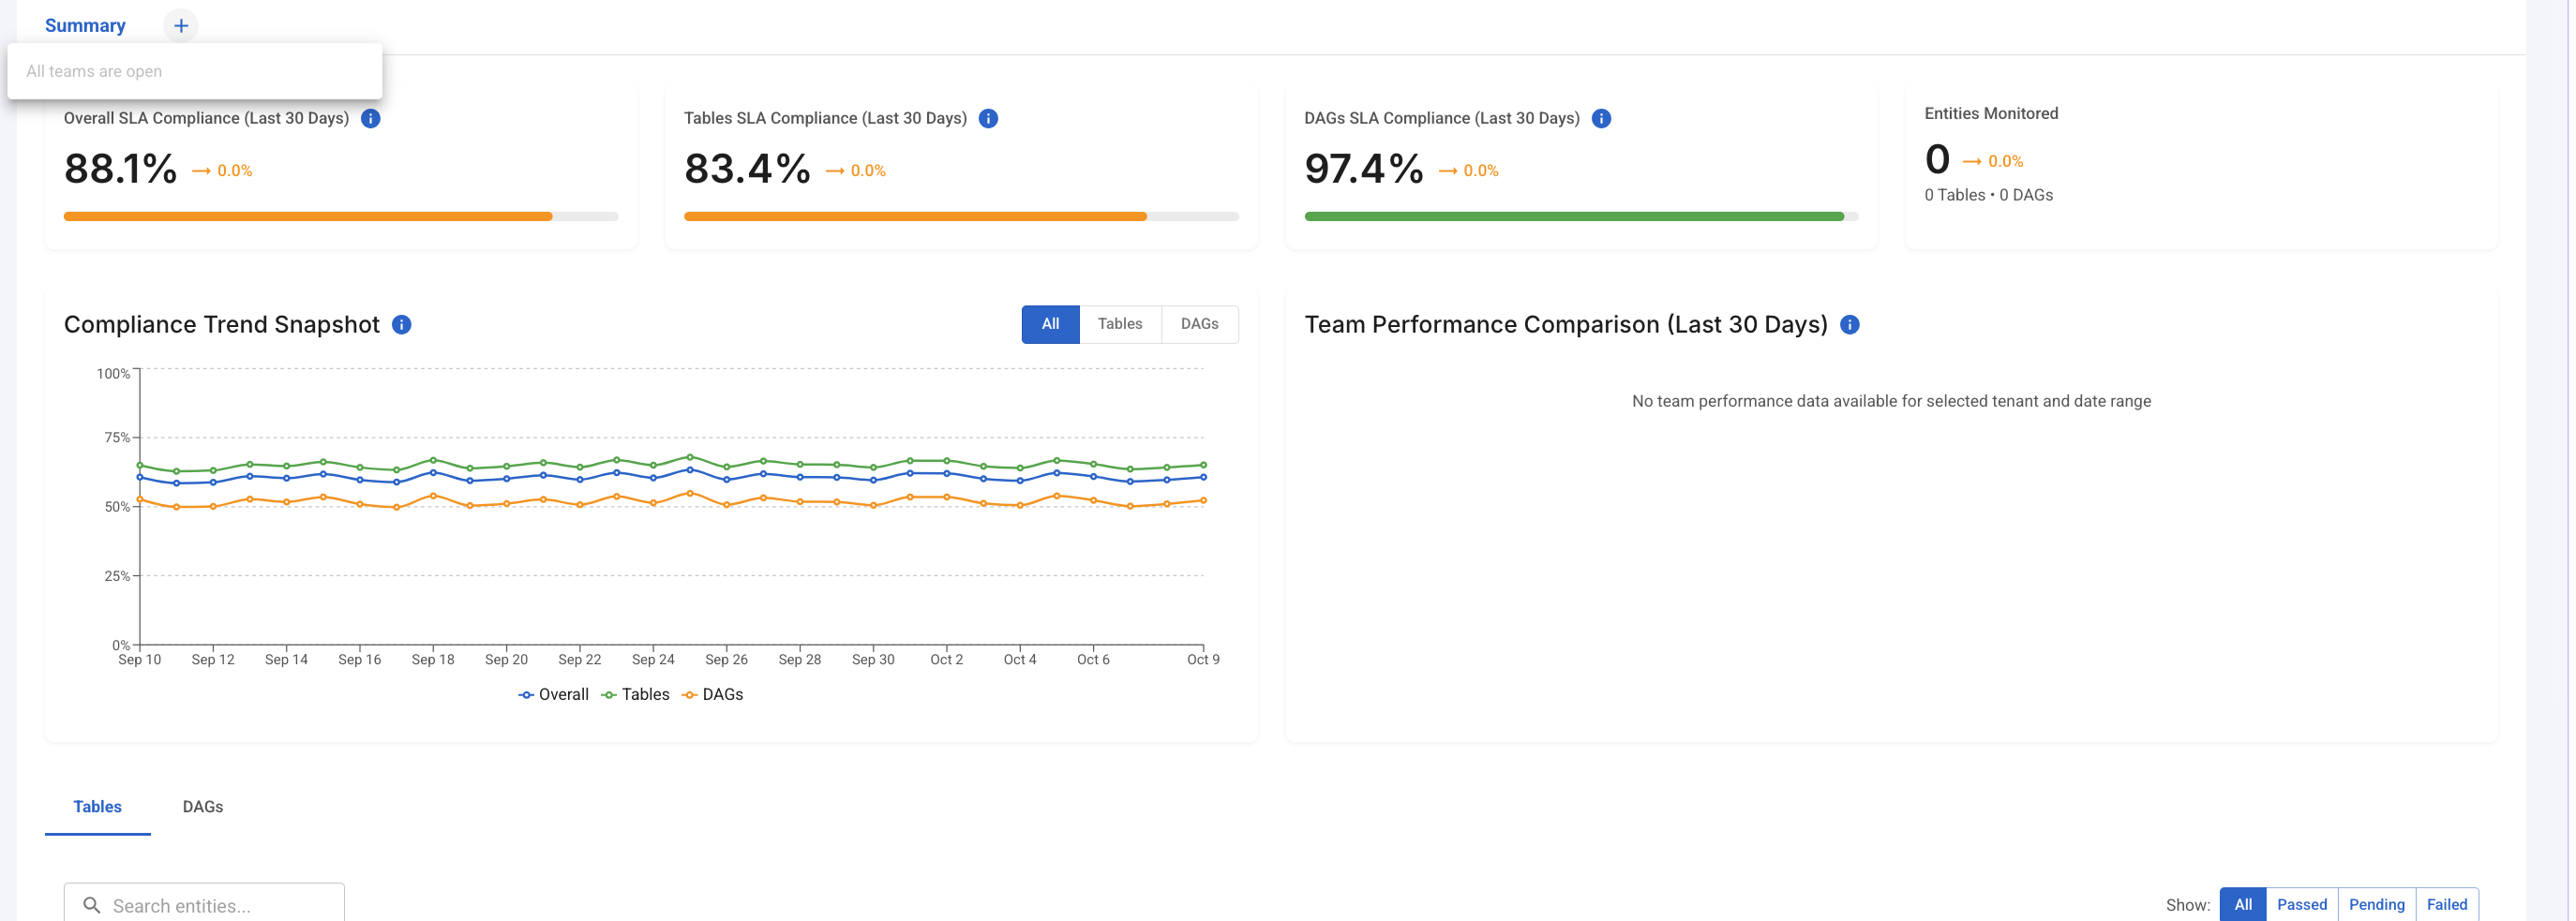 Summary
+
All teams are open
Overall SLA Compliance (Last 30 Days)
88.1% → 0.0%
Tables SLA Compliance (Last 30 Days)
83.4% → 0.0%
DAGs SLA Compliance (Last 30 Days)
97.4% → 0.0%
Entities Monitored
0 → 0.0%
0 Tables • 0 DAGs
Compliance Trend Snapshot
All Tables DAGs
100%
75%
50%
25%
0%
Sep 10 Sep 12 Sep 14 Sep 16 Sep 18 Sep 20 Sep 22 Sep 24 Sep 26 Sep 28 Sep 30 Oct 2 Oct 4 Oct 6 Oct 9
Overall Tables DAGs
Team Performance Comparison (Last 30 Days)
No team performance data available for selected tenant and date range
Tables DAGs
Search entities...
Show: All Passed Pending Failed